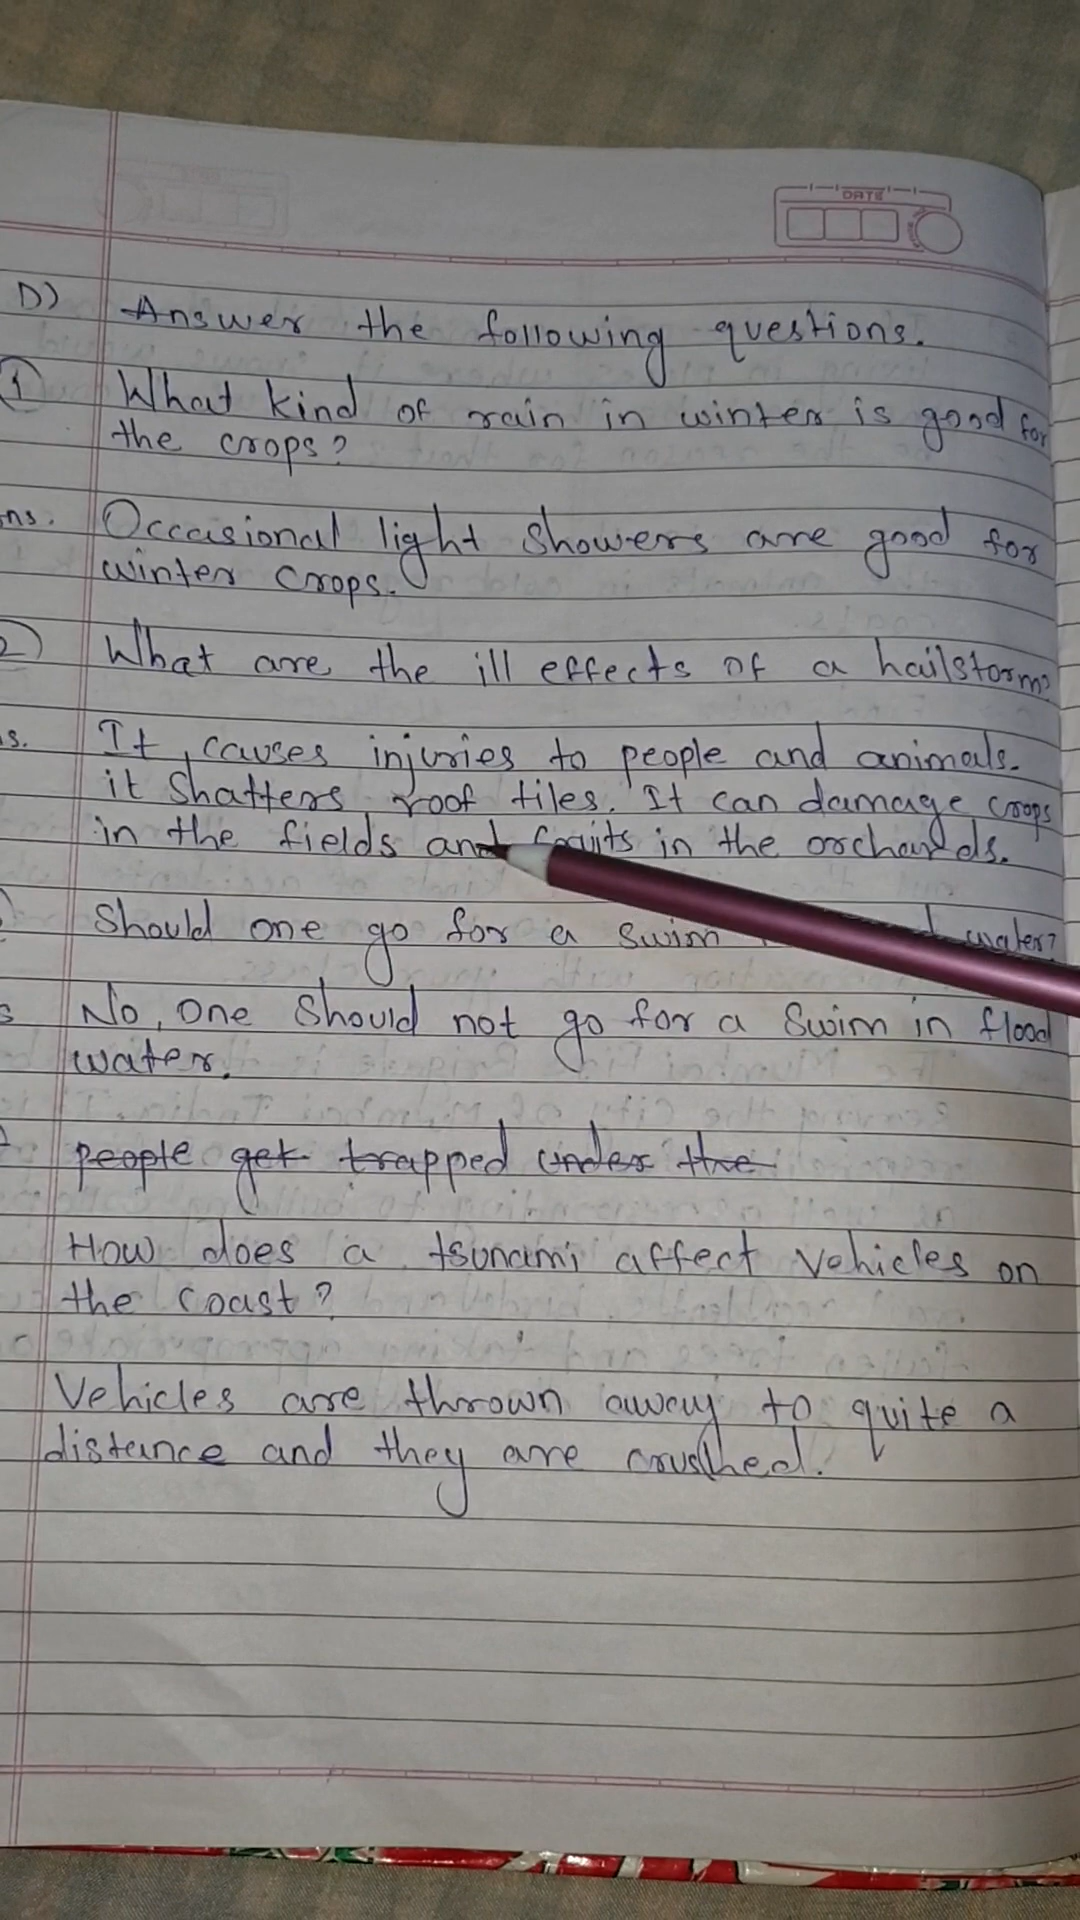 DATE
D) Answer the following questions.
1 What kind of rain in winter is good for
the crops?
ns. Occasional light showers are good for
winter crops.
2) What are the ill effects of a hailstorm?
s. It causes injuries to people and animals.
it shatters roof tiles. It can damage crops
in the fields and fruits in the orchards.
Should one go for a swim water?
s No, one should not go for a swim in flood
water.
people get trapped under the
How does a tsunami affect vehicles on
the coast?
Vehicles are thrown away to quite a
distance and they are crushed.